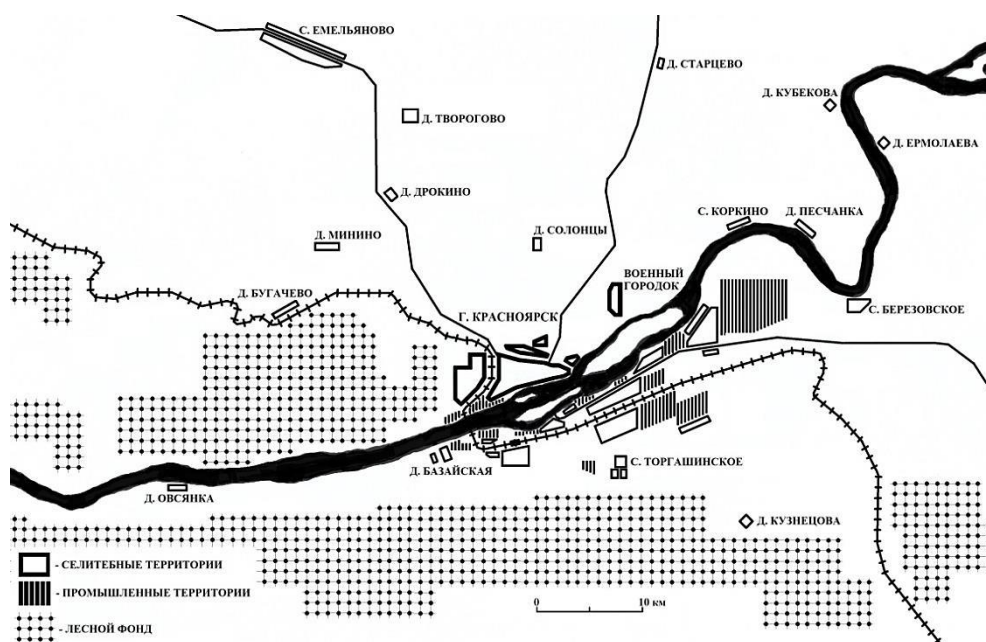 С. ЕМЕЛЬЯНОВО
Д. СТАРЦЕВО
Д. КУБЕКОВА
Д. ТВОРОГОВО
Д. ЕРМОЛАЕВА
Д. ДРОКИНО
С. КОРКИНО
Д. ПЕСЧАНКА
Д. МИНИНО
Д. СОЛОНЦЫ
ВОЕННЫЙ
ГОРОДОК
Д. БУГАЧЕВО
С. БЕРЕЗОВСКОЕ
Г. КРАСНОЯРСК
Д. БАЗАЙСКАЯ
С. ТОРГАШИНСКОЕ
Д. ОВСЯНКА
Д. КУЗНЕЦОВА
- СЕЛИТЕБНЫЕ ТЕРРИТОРИИ
- ПРОМЫШЛЕННЫЕ ТЕРРИТОРИИ
0 10 км
- ЛЕСНОЙ ФОНД